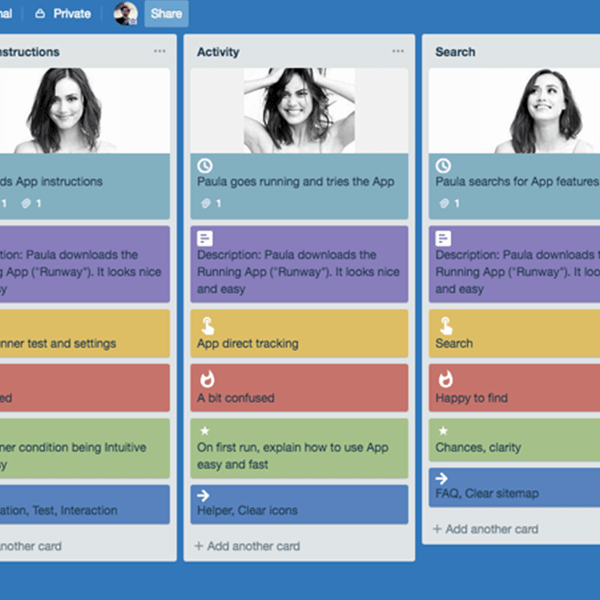 nal
Private
Share
nstructions
ds App instructions
1
1
tion: Paula downloads the
g App ("Runway"). It looks nice
sy
nner test and settings
ed
ner condition being Intuitive
sy
ation, Test, Interaction
nother card
Activity
Paula goes running and tries the App
1
Description: Paula downloads the
Running App ("Runway"). It looks nice
and easy
App direct tracking
A bit confused
On first run, explain how to use App
easy and fast
Helper, Clear icons
+ Add another card
Search
Paula searchs for App features
1
Description: Paula downloads
Running App ("Runway"). It loo
and easy
Search
Happy to find
Chances, clarity
FAQ, Clear sitemap
+ Add another card